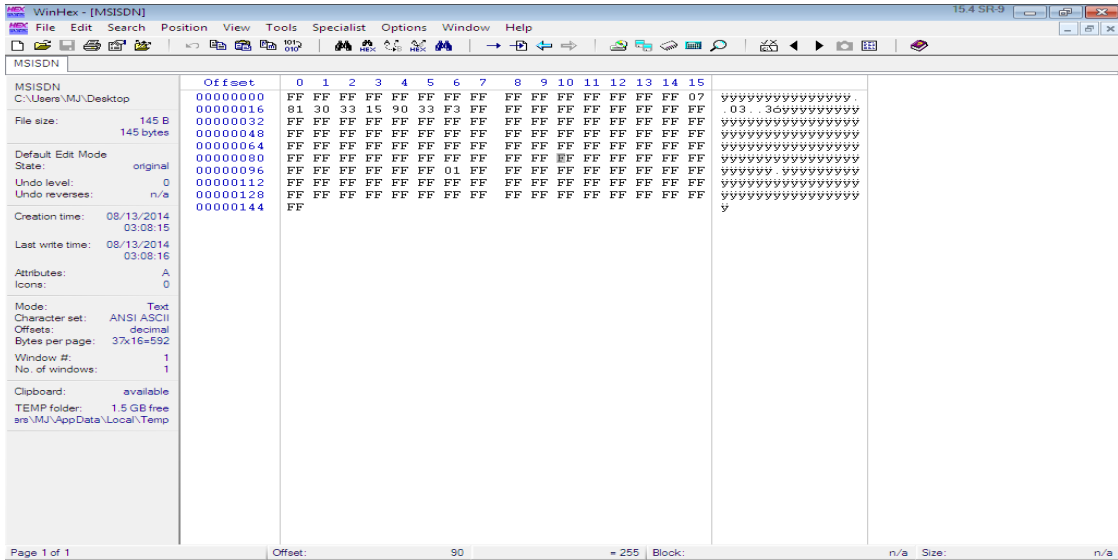 WinHex - [MSISDN] 15.4 SR-9
File Edit Search Position View Tools Specialist Options Window Help
MSISDN
MSISDN
C:\Users\MJ\Desktop
File size: 145 B
145 bytes
Default Edit Mode
State: original
Undo level: 0
Undo reverses: n/a
Creation time: 08/13/2014
03:08:15
Last write time: 08/13/2014
03:08:16
Attributes: A
Icons: 0
Mode: Text
Character set: ANSI ASCII
Offsets: decimal
Bytes per page: 37x16=592
Window #: 1
No. of windows: 1
Clipboard: available
TEMP folder: 1.5 GB free
ers\MJ\AppData\Local\Temp
Offset 0 1 2 3 4 5 6 7 8 9 10 11 12 13 14 15
00000000 FF FF FF FF FF FF FF FF FF FF FF FF FF FF FF 07 ÿÿÿÿÿÿÿÿÿÿÿÿÿÿÿ.
00000016 81 30 33 15 90 33 F3 FF FF FF FF FF FF FF FF FF .03..3óÿÿÿÿÿÿÿÿÿ
00000032 FF FF FF FF FF FF FF FF FF FF FF FF FF FF FF FF ÿÿÿÿÿÿÿÿÿÿÿÿÿÿÿÿ
00000048 FF FF FF FF FF FF FF FF FF FF FF FF FF FF FF FF ÿÿÿÿÿÿÿÿÿÿÿÿÿÿÿÿ
00000064 FF FF FF FF FF FF FF FF FF FF FF FF FF FF FF FF ÿÿÿÿÿÿÿÿÿÿÿÿÿÿÿÿ
00000080 FF FF FF FF FF FF FF FF FF FF FF FF FF FF FF FF ÿÿÿÿÿÿÿÿÿÿÿÿÿÿÿÿ
00000096 FF FF FF FF FF FF 01 FF FF FF FF FF FF FF FF FF ÿÿÿÿÿÿ.ÿÿÿÿÿÿÿÿÿ
00000112 FF FF FF FF FF FF FF FF FF FF FF FF FF FF FF FF ÿÿÿÿÿÿÿÿÿÿÿÿÿÿÿÿ
00000128 FF FF FF FF FF FF FF FF FF FF FF FF FF FF FF FF ÿÿÿÿÿÿÿÿÿÿÿÿÿÿÿÿ
00000144 FF ÿ
Page 1 of 1 Offset: 90 = 255 Block: n/a Size: n/a